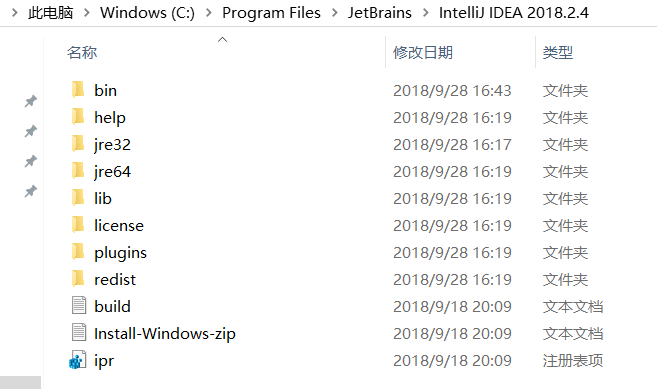 此电脑 > Windows (C:) > Program Files > JetBrains > IntelliJ IDEA 2018.2.4
名称 修改日期 类型
bin 2018/9/28 16:43 文件夹
help 2018/9/28 16:19 文件夹
jre32 2018/9/28 16:17 文件夹
jre64 2018/9/28 16:19 文件夹
lib 2018/9/28 16:19 文件夹
license 2018/9/28 16:19 文件夹
plugins 2018/9/28 16:19 文件夹
redist 2018/9/28 16:19 文件夹
build 2018/9/18 20:09 文本文档
Install-Windows-zip 2018/9/18 20:09 文本文档
ipr 2018/9/18 20:09 注册表项